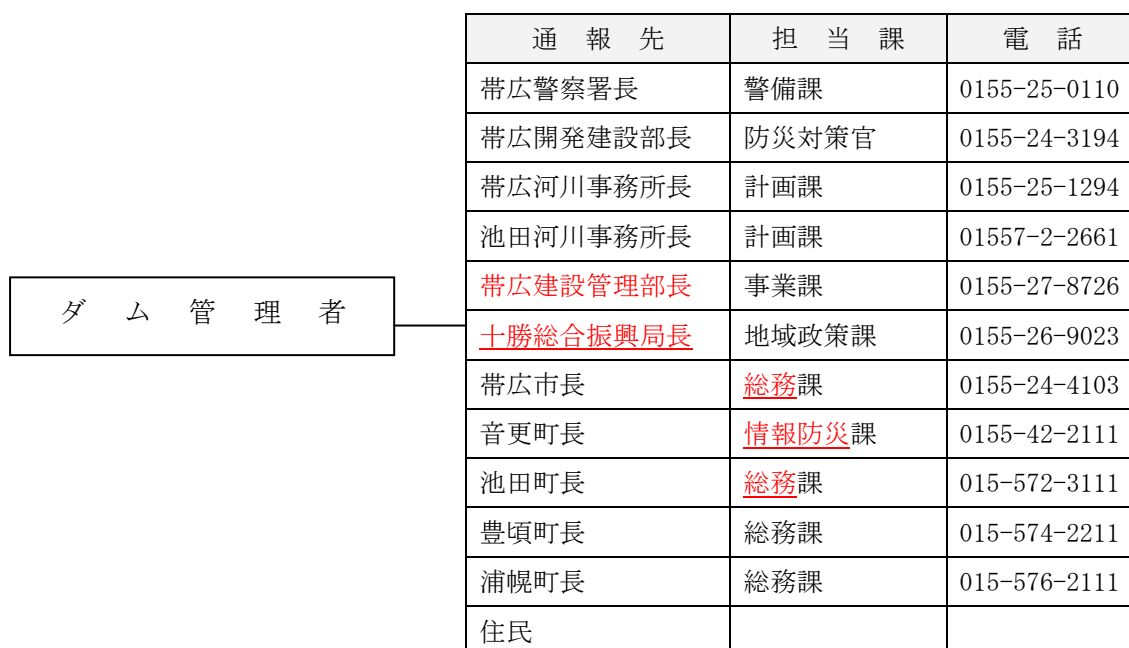 通報先 担当課 電話
帯広警察署長 警備課 0155-25-0110
帯広開発建設部長 防災対策官 0155-24-3194
帯広河川事務所長 計画課 0155-25-1294
池田河川事務所長 計画課 01557-2-2661
帯広建設管理部長 事業課 0155-27-8726
ダム管理者
十勝総合振興局長 地域政策課 0155-26-9023
帯広市長 総務課 0155-24-4103
音更町長 情報防災課 0155-42-2111
池田町長 総務課 015-572-3111
豊頃町長 総務課 015-574-2211
浦幌町長 総務課 015-576-2111
住民